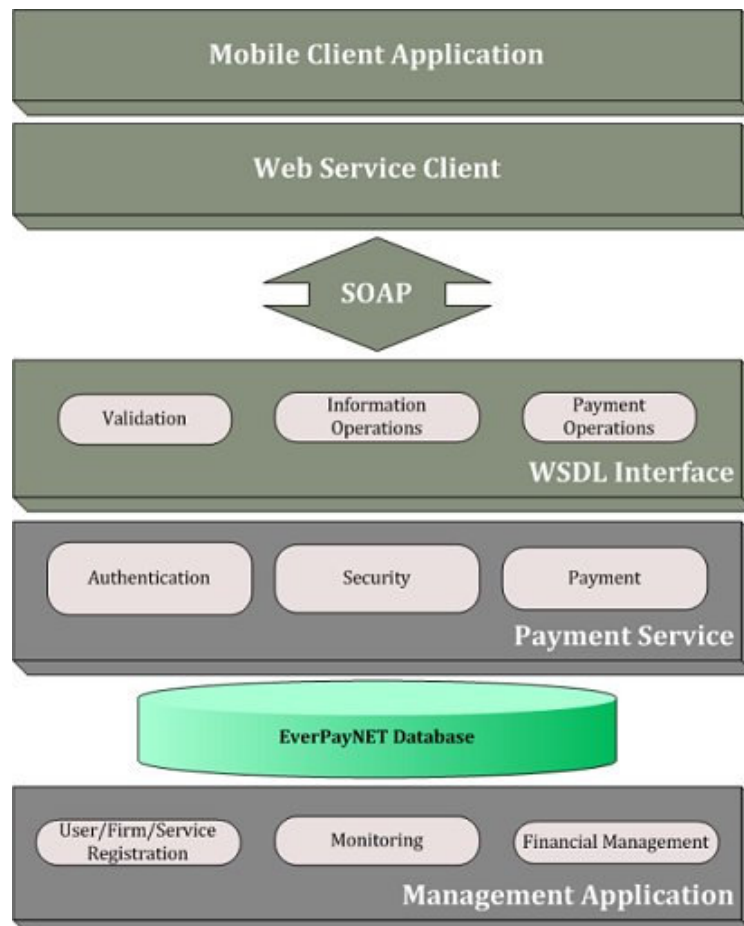 Mobile Client Application
Web Service Client
SOAP
Validation
Information
Operations
Payment
Operations
WSDL Interface
Authentication
Security
Payment
Payment Service
EverPayNET Database
User/Firm/Service
Registration
Monitoring
Financial Management
Management Application